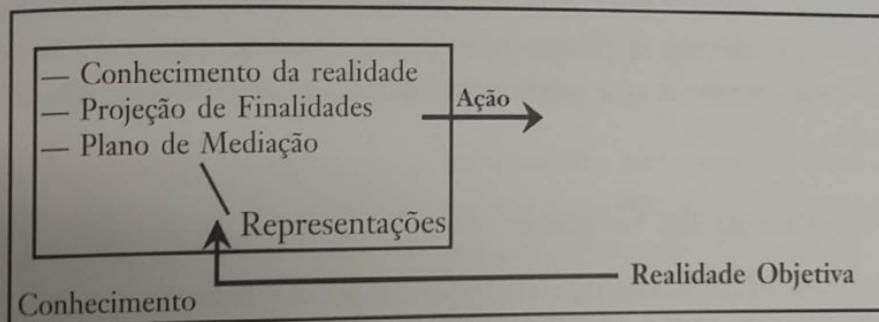 — Conhecimento da realidade
— Projeção de Finalidades
— Plano de Mediação
Ação
Representações
Realidade Objetiva
Conhecimento